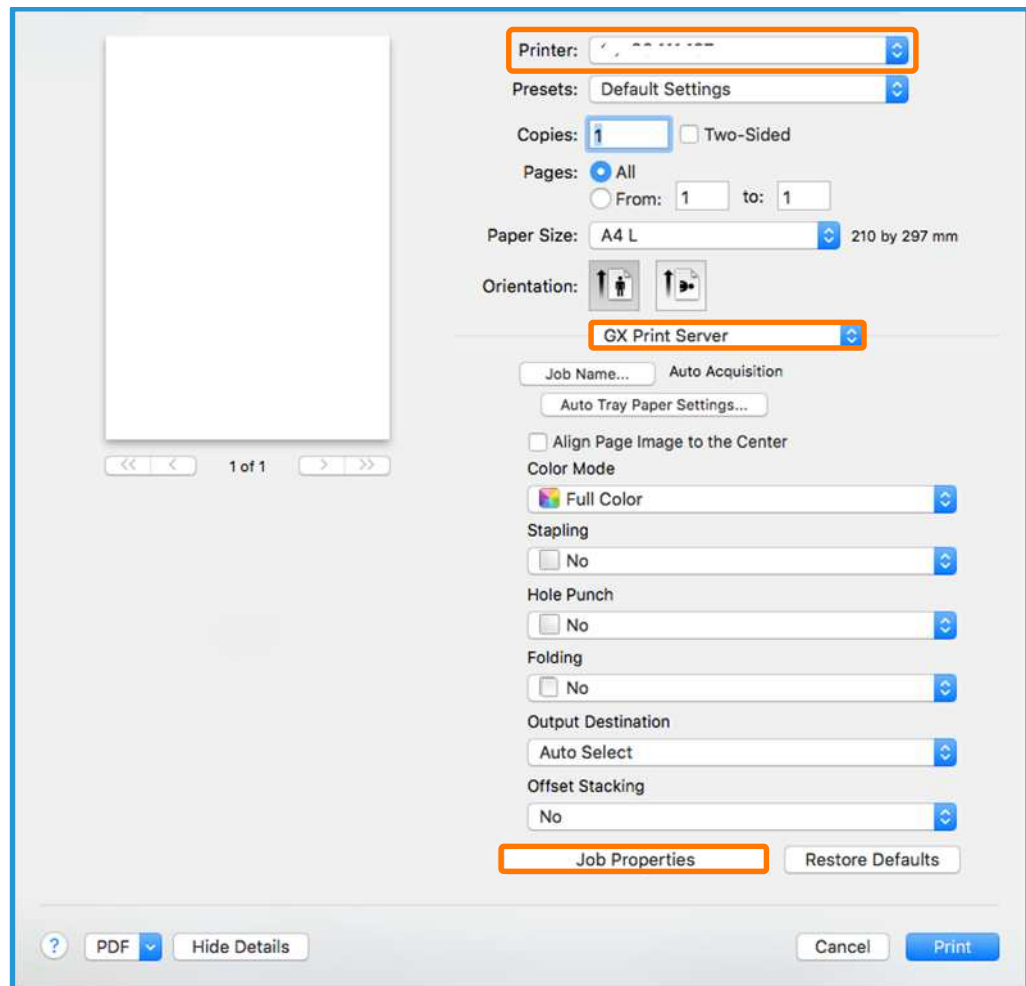 Printer:
Presets: Default Settings
Copies: 1 Two-Sided
Pages: All
From: 1 to: 1
Paper Size: A4 L 210 by 297 mm
Orientation:
GX Print Server
Job Name... Auto Acquisition
Auto Tray Paper Settings...
Align Page Image to the Center
<< < 1 of 1 > >>
Color Mode
Full Color
Stapling
No
Hole Punch
No
Folding
No
Output Destination
Auto Select
Offset Stacking
No
Job Properties Restore Defaults
? PDF Hide Details Cancel Print